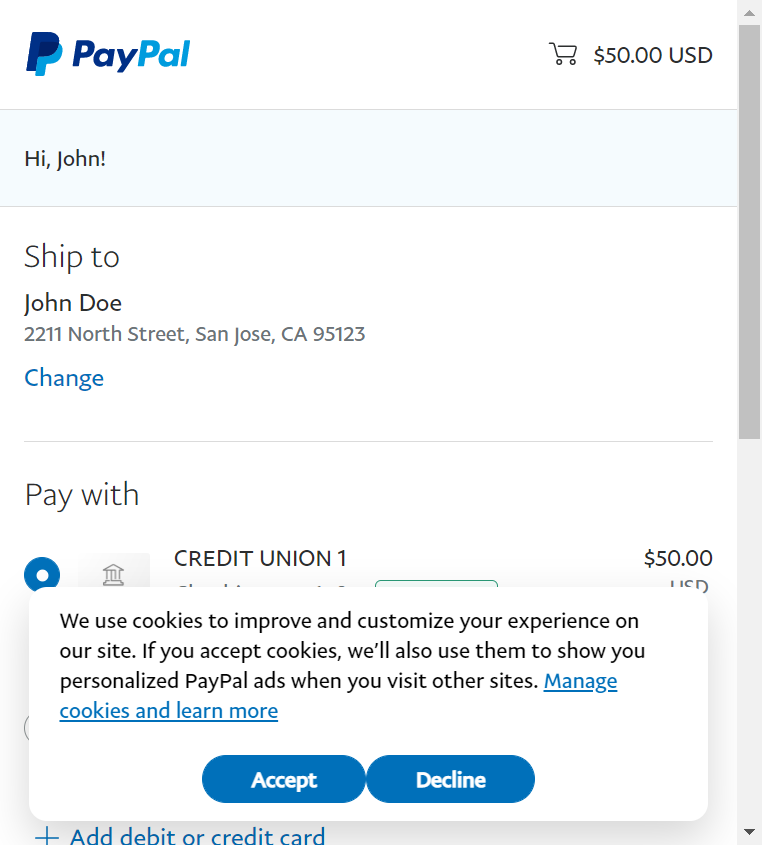 PayPal
$50.00 USD
Hi, John!
Ship to
John Doe
2211 North Street, San Jose, CA 95123
Change
Pay with
CREDIT UNION 1
$50.00
USD
We use cookies to improve and customize your experience on
our site. If you accept cookies, we’ll also use them to show you
personalized PayPal ads when you visit other sites. Manage
cookies and learn more
Accept
Decline
Add debit or credit card